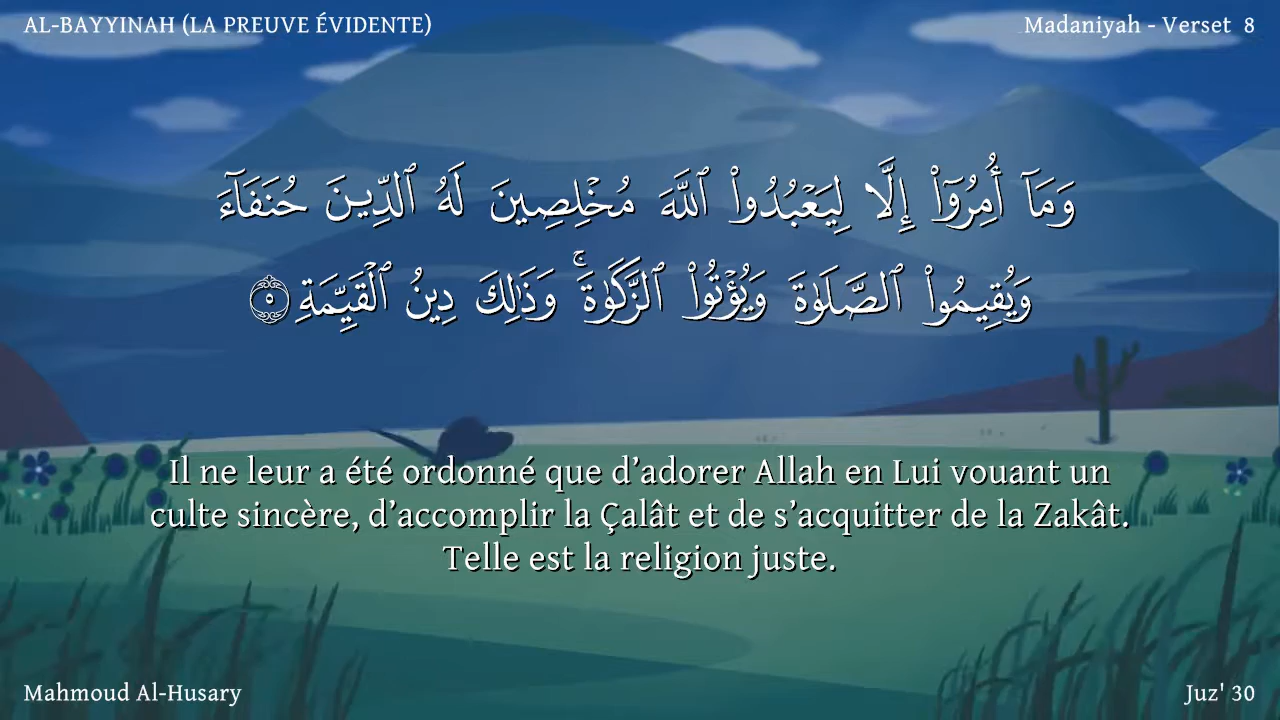 AL-BAYYINAH (LA PREUVE ÉVIDENTE)
Madaniyah - Verset 8
وَمَآ أُمِرُوٓا۟ إِلَّا لِيَعْبُدُوا۟ ٱللَّهَ مُخْلِصِينَ لَهُ ٱلدِّينَ حُنَفَآءَ
وَيُقِيمُوا۟ ٱلصَّلَوٰةَ وَيُؤْتُوا۟ ٱلزَّكَوٰةَ ۚ وَذَٰلِكَ دِينُ ٱلْقَيِّمَةِ ٥
Il ne leur a été ordonné que d’adorer Allah en Lui vouant un
culte sincère, d’accomplir la Çalât et de s’acquitter de la Zakât.
Telle est la religion juste.
Mahmoud Al-Husary
Juz' 30